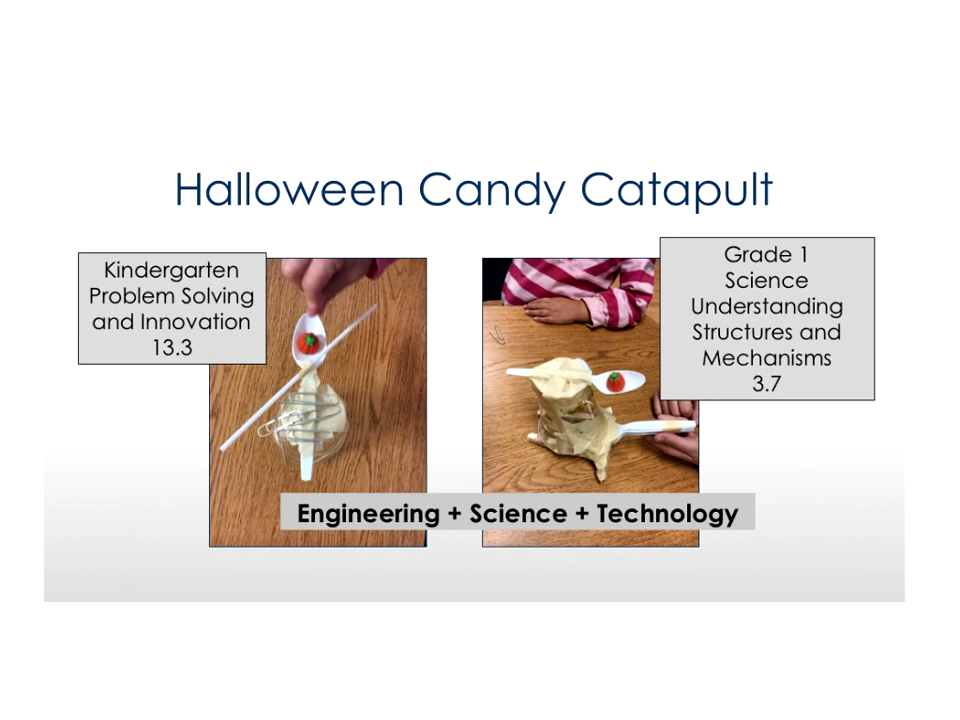 Halloween Candy Catapult
Kindergarten
Problem Solving
and Innovation
13.3
Grade 1
Science
Understanding
Structures and
Mechanisms
3.7
Engineering + Science + Technology